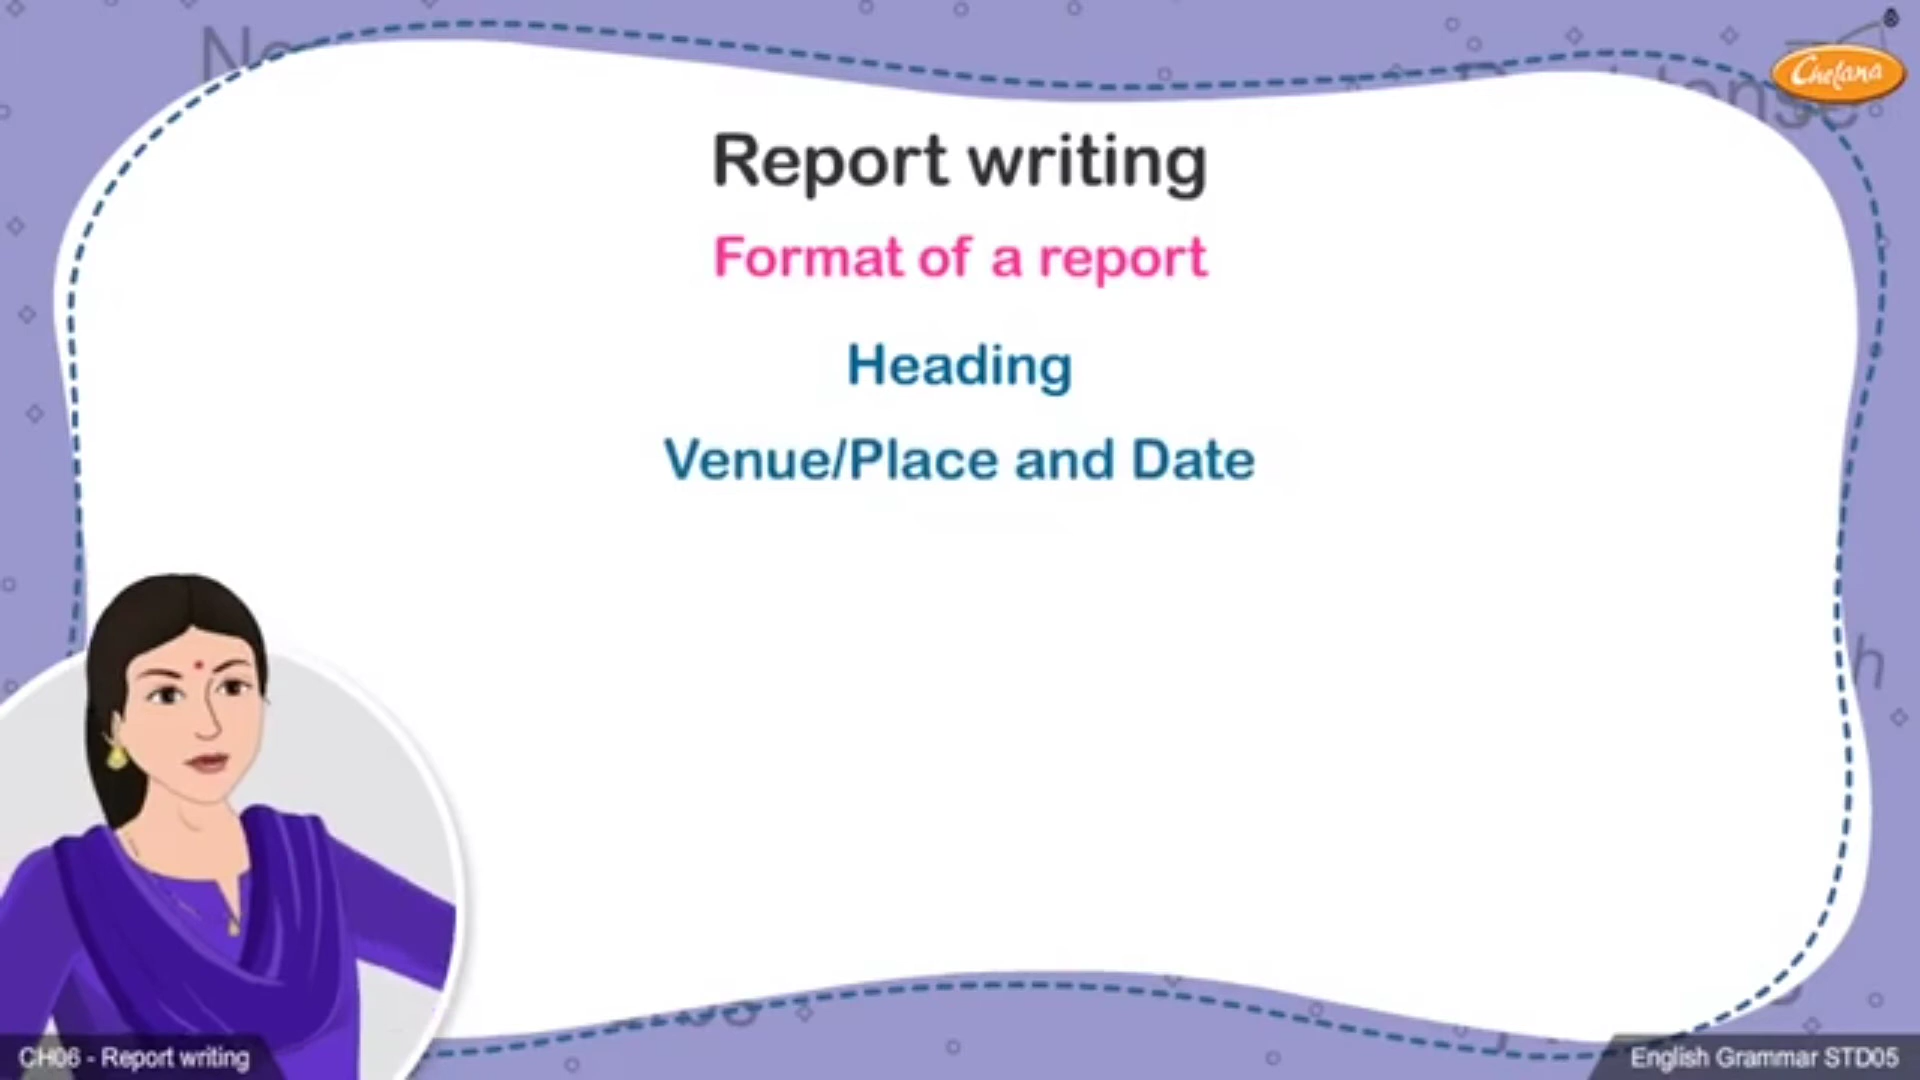 Chetana
Report writing
Format of a report
Heading
Venue/Place and Date
CH06 - Report writing
English Grammar STD05